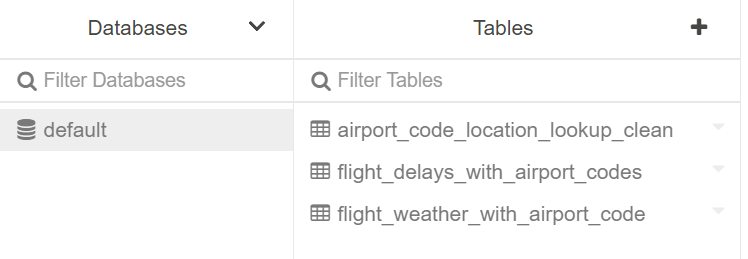 Databases
Tables
Filter Databases
Filter Tables
default
airport_code_location_lookup_clean
flight_delays_with_airport_codes
flight_weather_with_airport_code